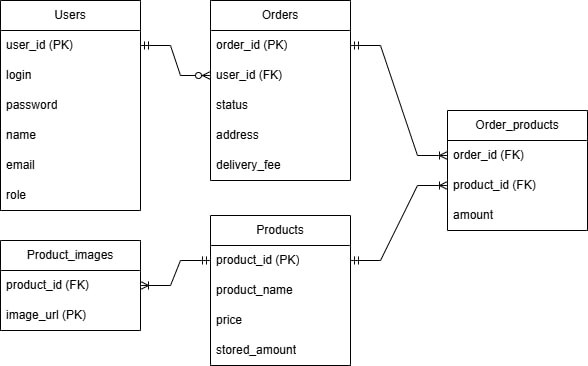 Users
user_id (PK)
login
password
name
email
role
Orders
order_id (PK)
user_id (FK)
status
address
delivery_fee
Order_products
order_id (FK)
product_id (FK)
amount
Product_images
product_id (FK)
image_url (PK)
Products
product_id (PK)
product_name
price
stored_amount